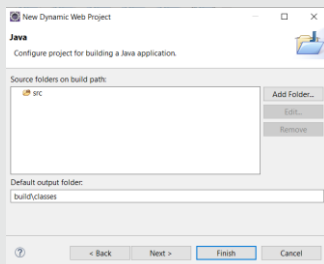 New Dynamic Web Project
Java
Configure project for building a Java application.
Source folders on build path:
src
Add Folder...
Edit...
Remove
Default output folder:
build\classes
?
< Back
Next >
Finish
Cancel